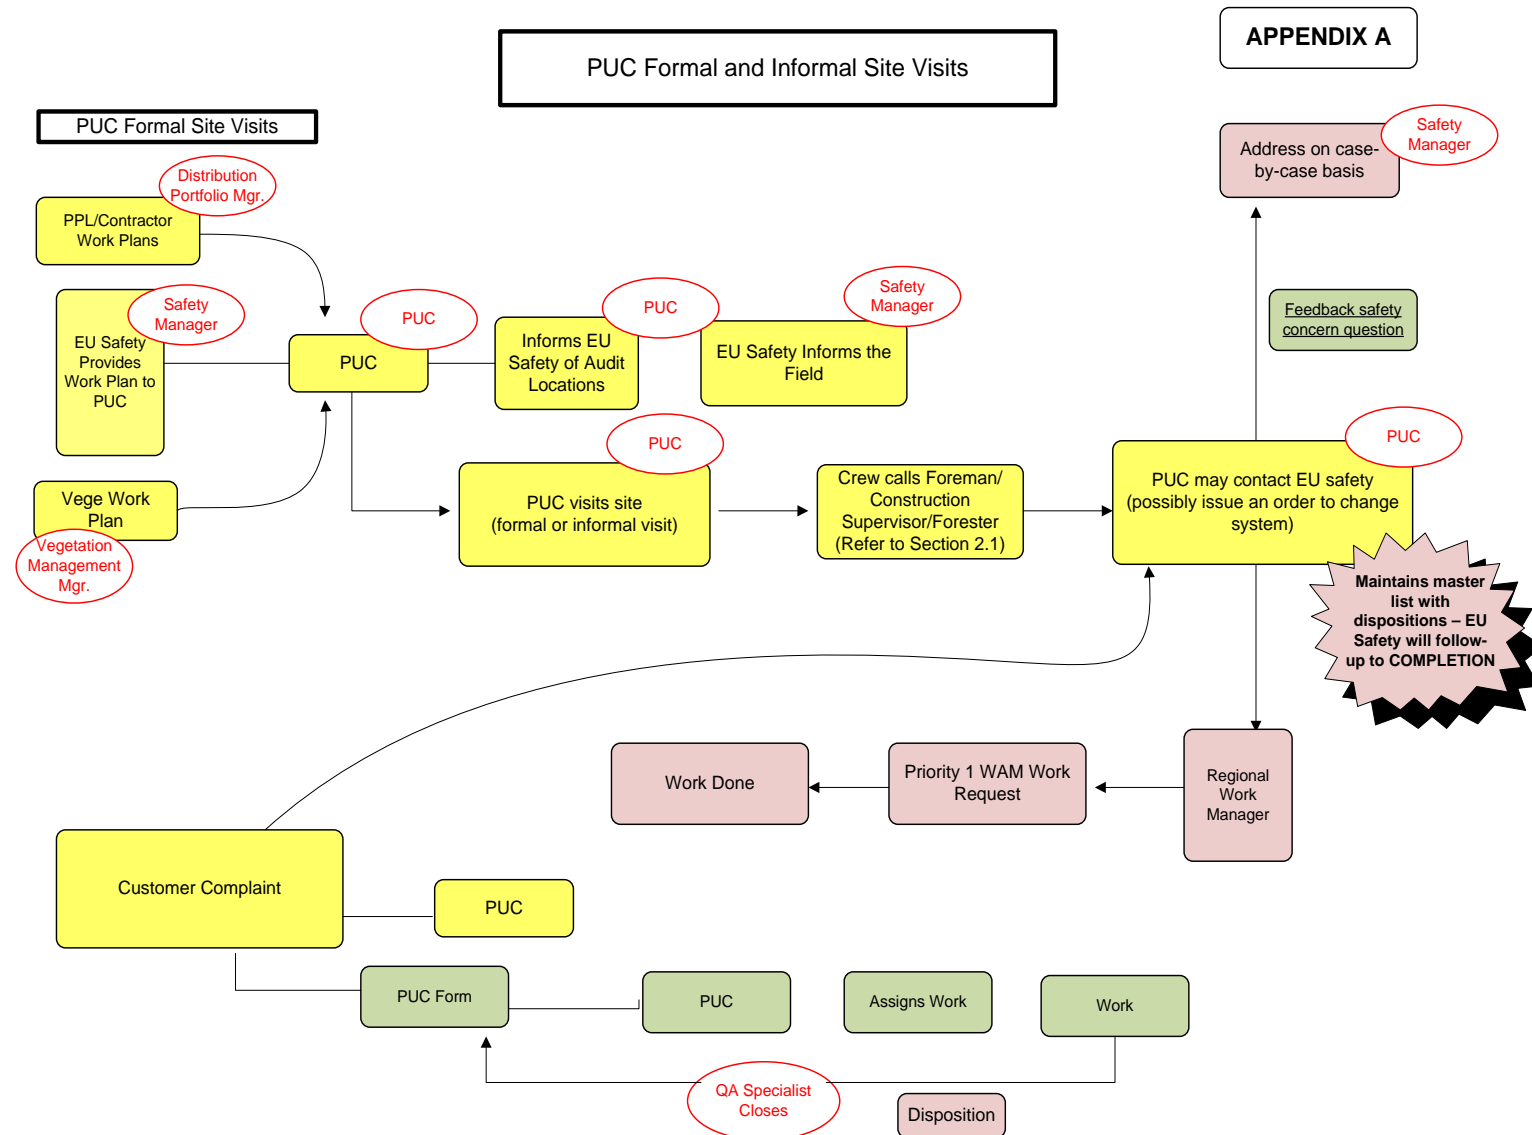 APPENDIX A
PUC Formal and Informal Site Visits
PUC Formal Site Visits
Safety
Manager
Address on case-
by-case basis
Distribution
Portfolio Mgr.
PPL/Contractor
Work Plans
Safety
Manager
EU Safety
Provides
Work Plan to
PUC
PUC
PUC
PUC
Informs EU
Safety of Audit
Locations
Safety
Manager
EU Safety Informs the
Field
Feedback safety
concern question
Vege Work
Plan
Vegetation
Management
Mgr.
PUC
PUC visits site
(formal or informal visit)
Crew calls Foreman/
Construction
Supervisor/Forester
(Refer to Section 2.1)
PUC
PUC may contact EU safety
(possibly issue an order to change
system)
Maintains master
list with
dispositions – EU
Safety will follow-
up to COMPLETION
Work Done
Priority 1 WAM Work
Request
Regional
Work
Manager
Customer Complaint
PUC
PUC Form
PUC
Assigns Work
Work
QA Specialist
Closes
Disposition